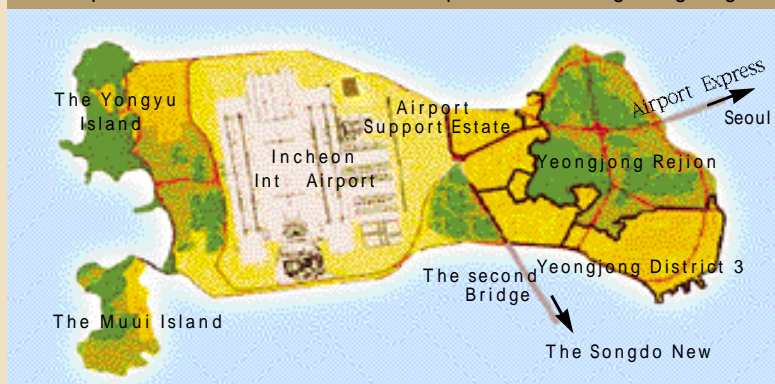 The Yongyu
Island
Incheon
Int Airport
Airport
Support Estate
Airport Express
Seoul
Yeongjong Rejion
The second
Bridge
Yeongjong District 3
The Muui Island
The Songdo New